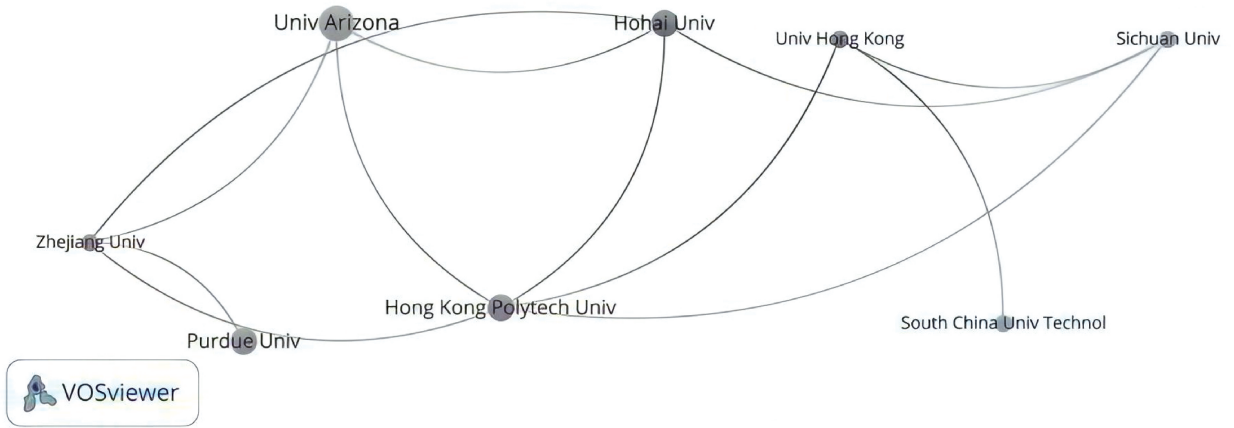 Univ Arizona
Hohai Univ
Univ Hong Kong
Sichuan Univ
Zhejiang Univ
Hong Kong Polytech Univ
South China Univ Technol
Purdue Univ
VOSviewer